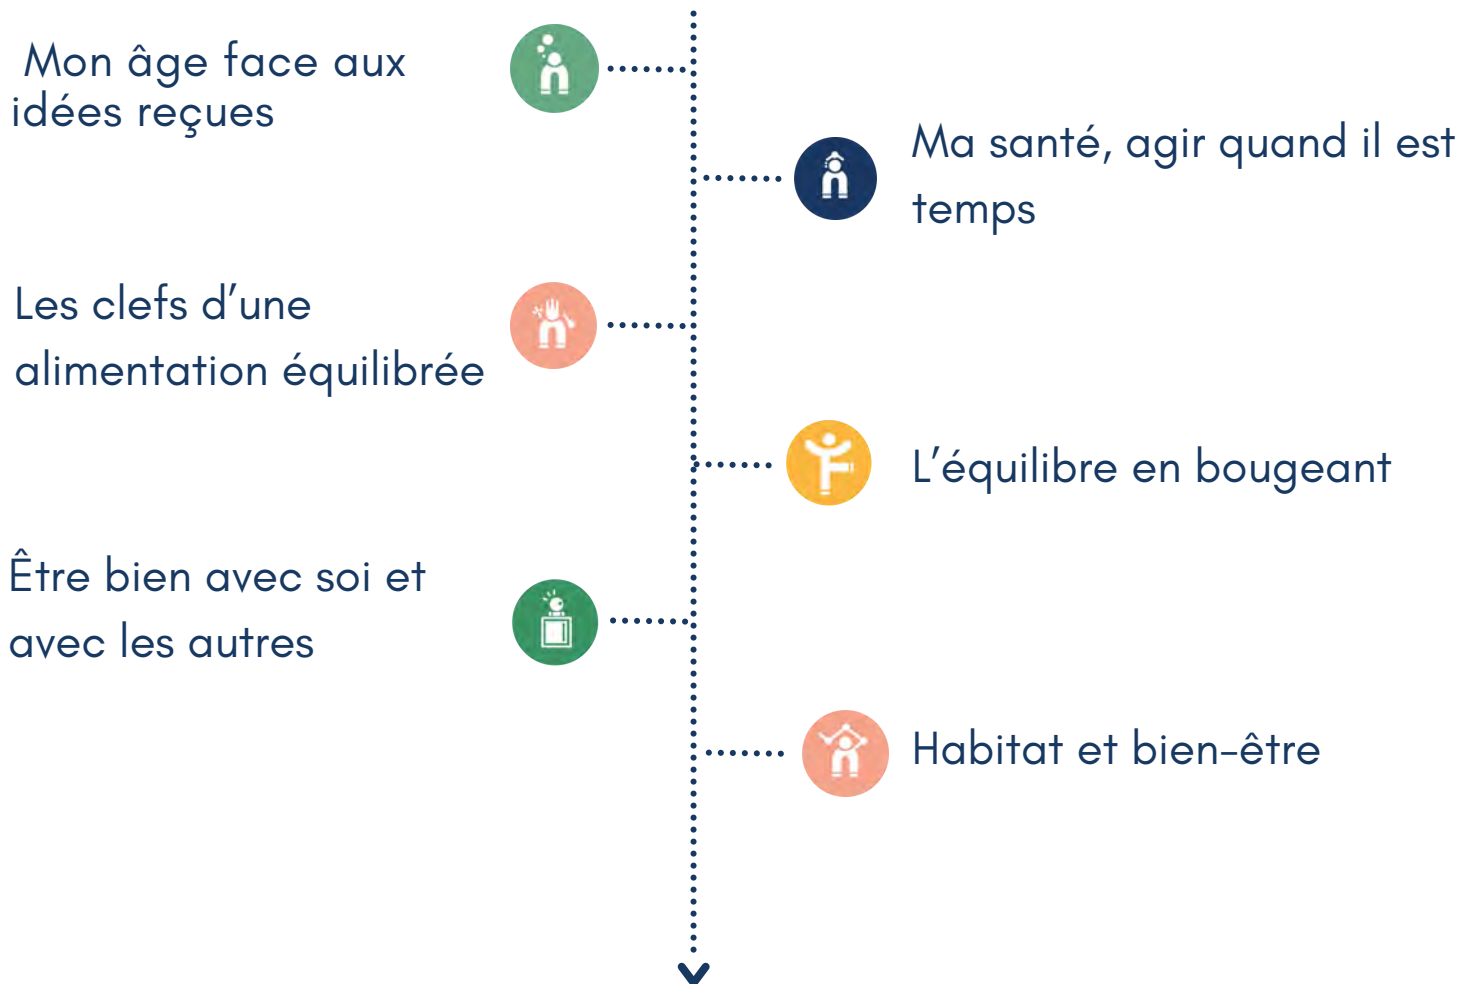 Mon âge face aux
idées reçues
Ma santé, agir quand il est
temps
Les clefs d’une
alimentation équilibrée
L’équilibre en bougeant
Être bien avec soi et
avec les autres
Habitat et bien-être